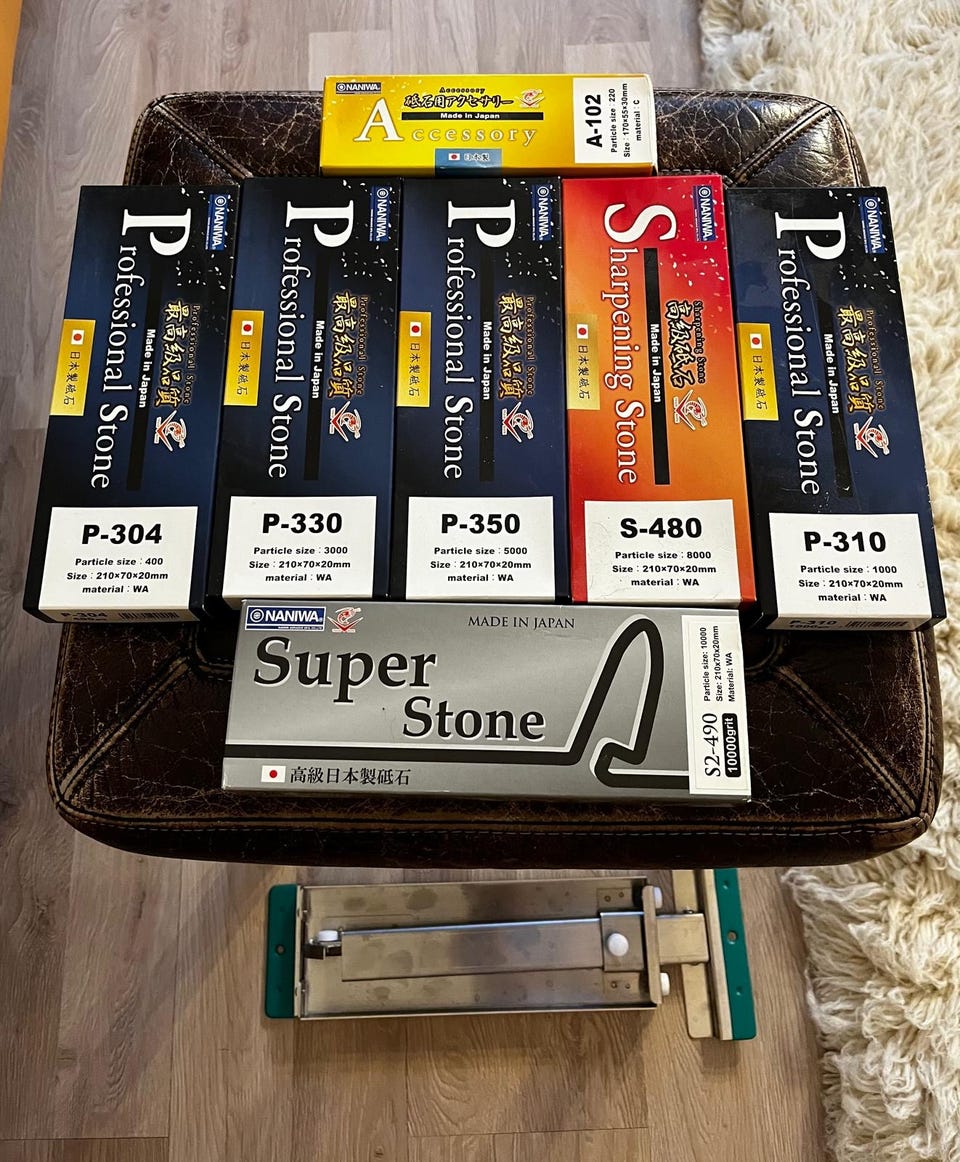 NANIWA
Accessory
砥石用アクセサリー
Made in Japan
Accessory
日本製
A-102
Particle size : 220
Size : 170×55×30mm
material : C
NANIWA
Professional Stone
Professional Stone
最高級品質
Made in Japan
日本製砥石
P-304
Particle size : 400
Size : 210×70×20mm
material : WA
P-304
NANIWA
Professional Stone
Professional Stone
最高級品質
Made in Japan
日本製砥石
P-330
Particle size : 3000
Size : 210×70×20mm
material : WA
NANIWA
Professional Stone
Professional Stone
最高級品質
Made in Japan
日本製砥石
P-350
Particle size : 5000
Size : 210×70×20mm
material : WA
NANIWA
Sharpening Stone
Sharpening Stone
高級砥石
Made in Japan
日本製砥石
S-480
Particle size : 8000
Size : 210×70×20mm
material : WA
NANIWA
Professional Stone
Professional Stone
最高級品質
Made in Japan
日本製砥石
P-310
Particle size : 1000
Size : 210×70×20mm
material : WA
P-310
NANIWA
MADE IN JAPAN
Super
Stone
高級日本製砥石
S2-490
10000grit
Particle size: 10000
Size: 210x70x20mm
Material: WA